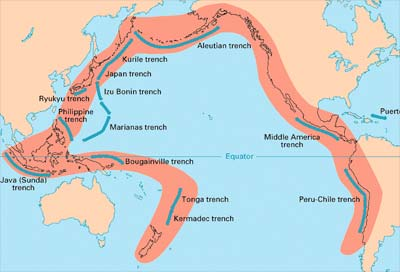 Aleutian trench
Kurile trench
Japan trench
Izu Bonin trench
Ryukyu trench
Philippine
trench
Marianas trench
Puerto
Middle America
trench
Bougainville trench
Equator
Java (Sunda)
trench
Tonga trench
Kermadec trench
Peru-Chile trench